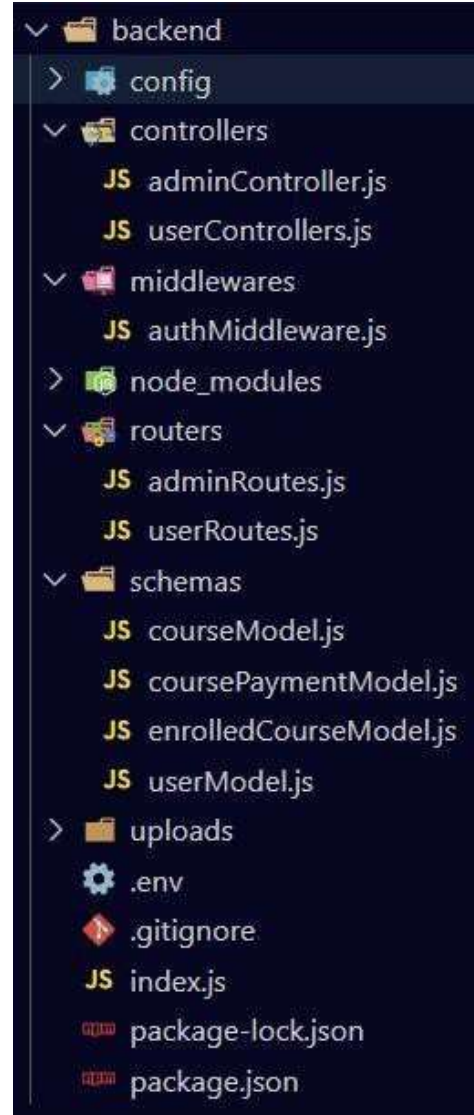 backend
config
controllers
JS adminController.js
JS userControllers.js
middlewares
JS authMiddleware.js
node_modules
routers
JS adminRoutes.js
JS userRoutes.js
schemas
JS courseModel.js
JS coursePaymentModel.js
JS enrolledCourseModel.js
JS userModel.js
uploads
.env
.gitignore
JS index.js
npm package-lock.json
npm package.json